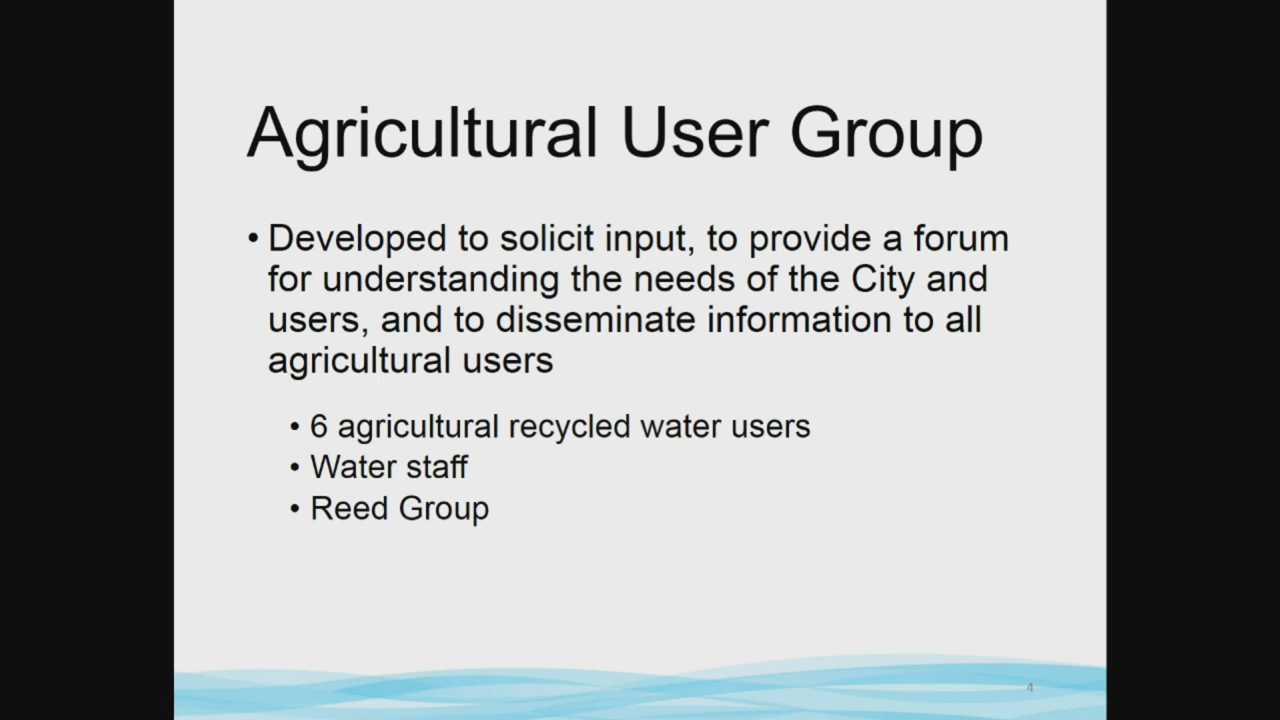 Agricultural User Group
• Developed to solicit input, to provide a forum
for understanding the needs of the City and
users, and to disseminate information to all
agricultural users
• 6 agricultural recycled water users
• Water staff
• Reed Group
4